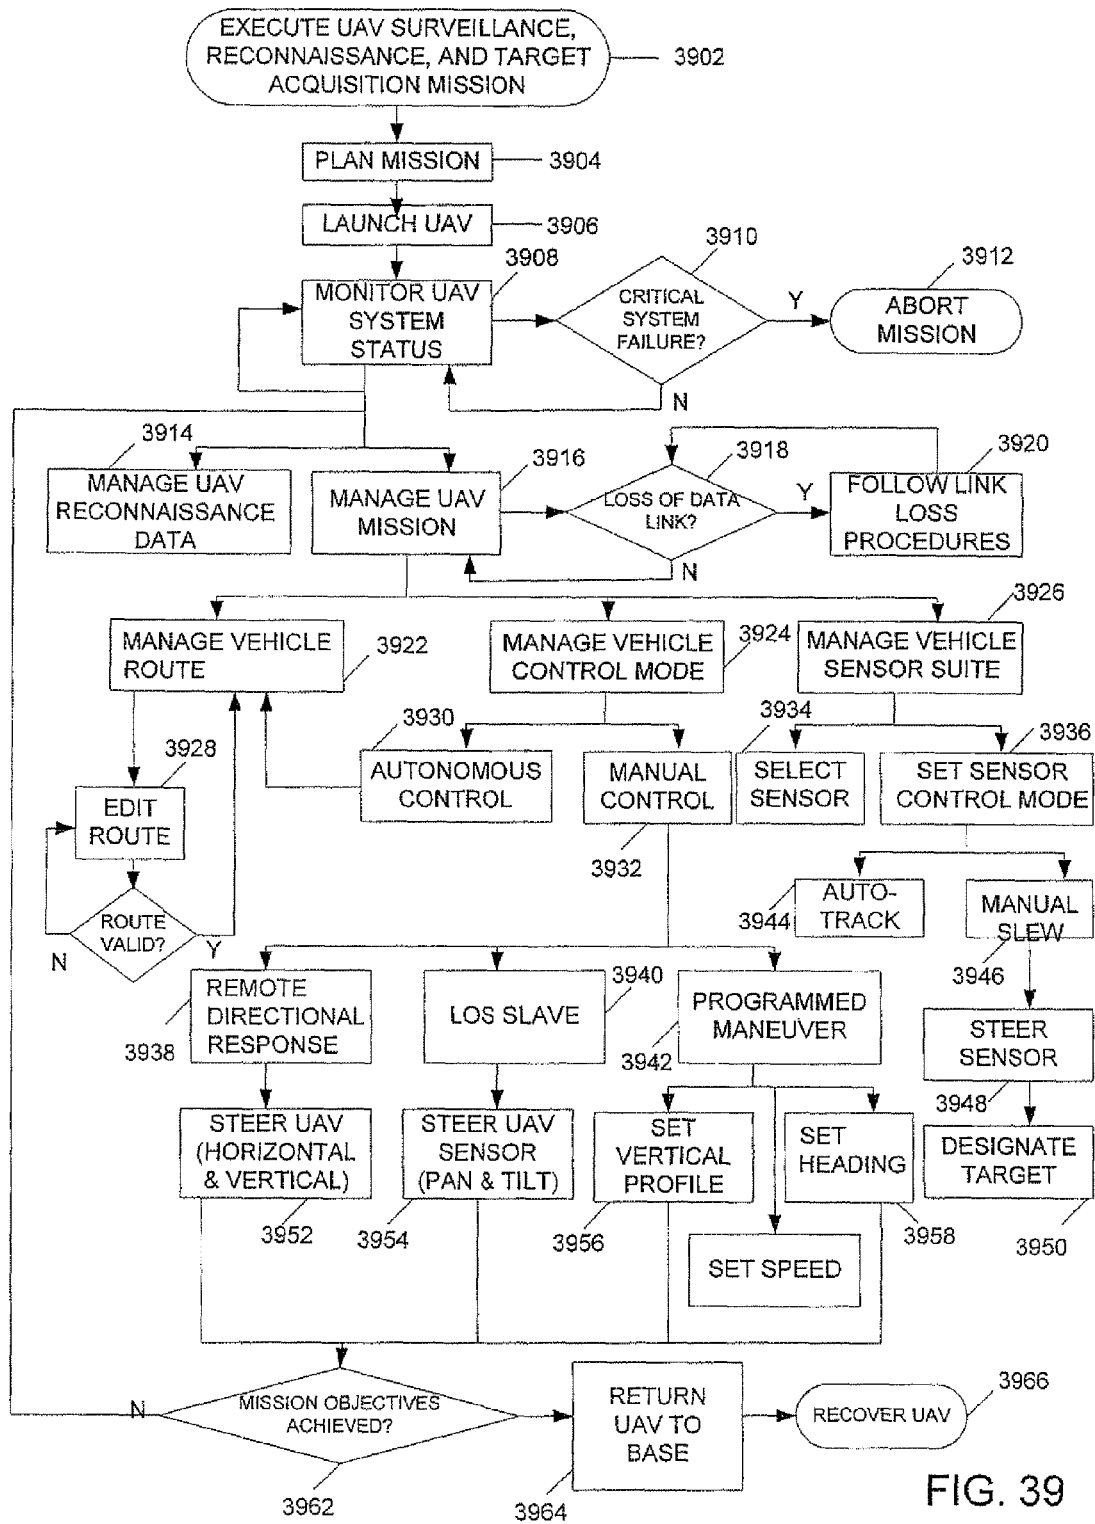 EXECUTE UAV SURVEILLANCE,
RECONNAISSANCE, AND TARGET
ACQUISITION MISSION
3902
PLAN MISSION
3904
LAUNCH UAV
3906
MONITOR UAV
SYSTEM
STATUS
3908
CRITICAL
SYSTEM
FAILURE?
3910
Y
N
ABORT
MISSION
3912
3914
MANAGE UAV
RECONNAISSANCE
DATA
MANAGE UAV
MISSION
3916
LOSS OF DATA
LINK?
3918
Y
N
FOLLOW LINK
LOSS
PROCEDURES
3920
MANAGE VEHICLE
ROUTE
3922
MANAGE VEHICLE
CONTROL MODE
3924
MANAGE VEHICLE
SENSOR SUITE
3926
3928
EDIT
ROUTE
ROUTE
VALID?
N
Y
3930
AUTONOMOUS
CONTROL
MANUAL
CONTROL
3932
3934
SELECT
SENSOR
3936
SET SENSOR
CONTROL MODE
AUTO-
TRACK
3944
MANUAL
SLEW
3946
REMOTE
DIRECTIONAL
RESPONSE
3938
LOS SLAVE
3940
PROGRAMMED
MANEUVER
3942
STEER
SENSOR
3948
STEER UAV
(HORIZONTAL
& VERTICAL)
3952
STEER UAV
SENSOR
(PAN & TILT)
3954
SET
VERTICAL
PROFILE
3956
SET
HEADING
3958
DESIGNATE
TARGET
3950
SET SPEED
N
MISSION OBJECTIVES
ACHIEVED?
3962
RETURN
UAV TO
BASE
3964
RECOVER UAV
3966
FIG. 39